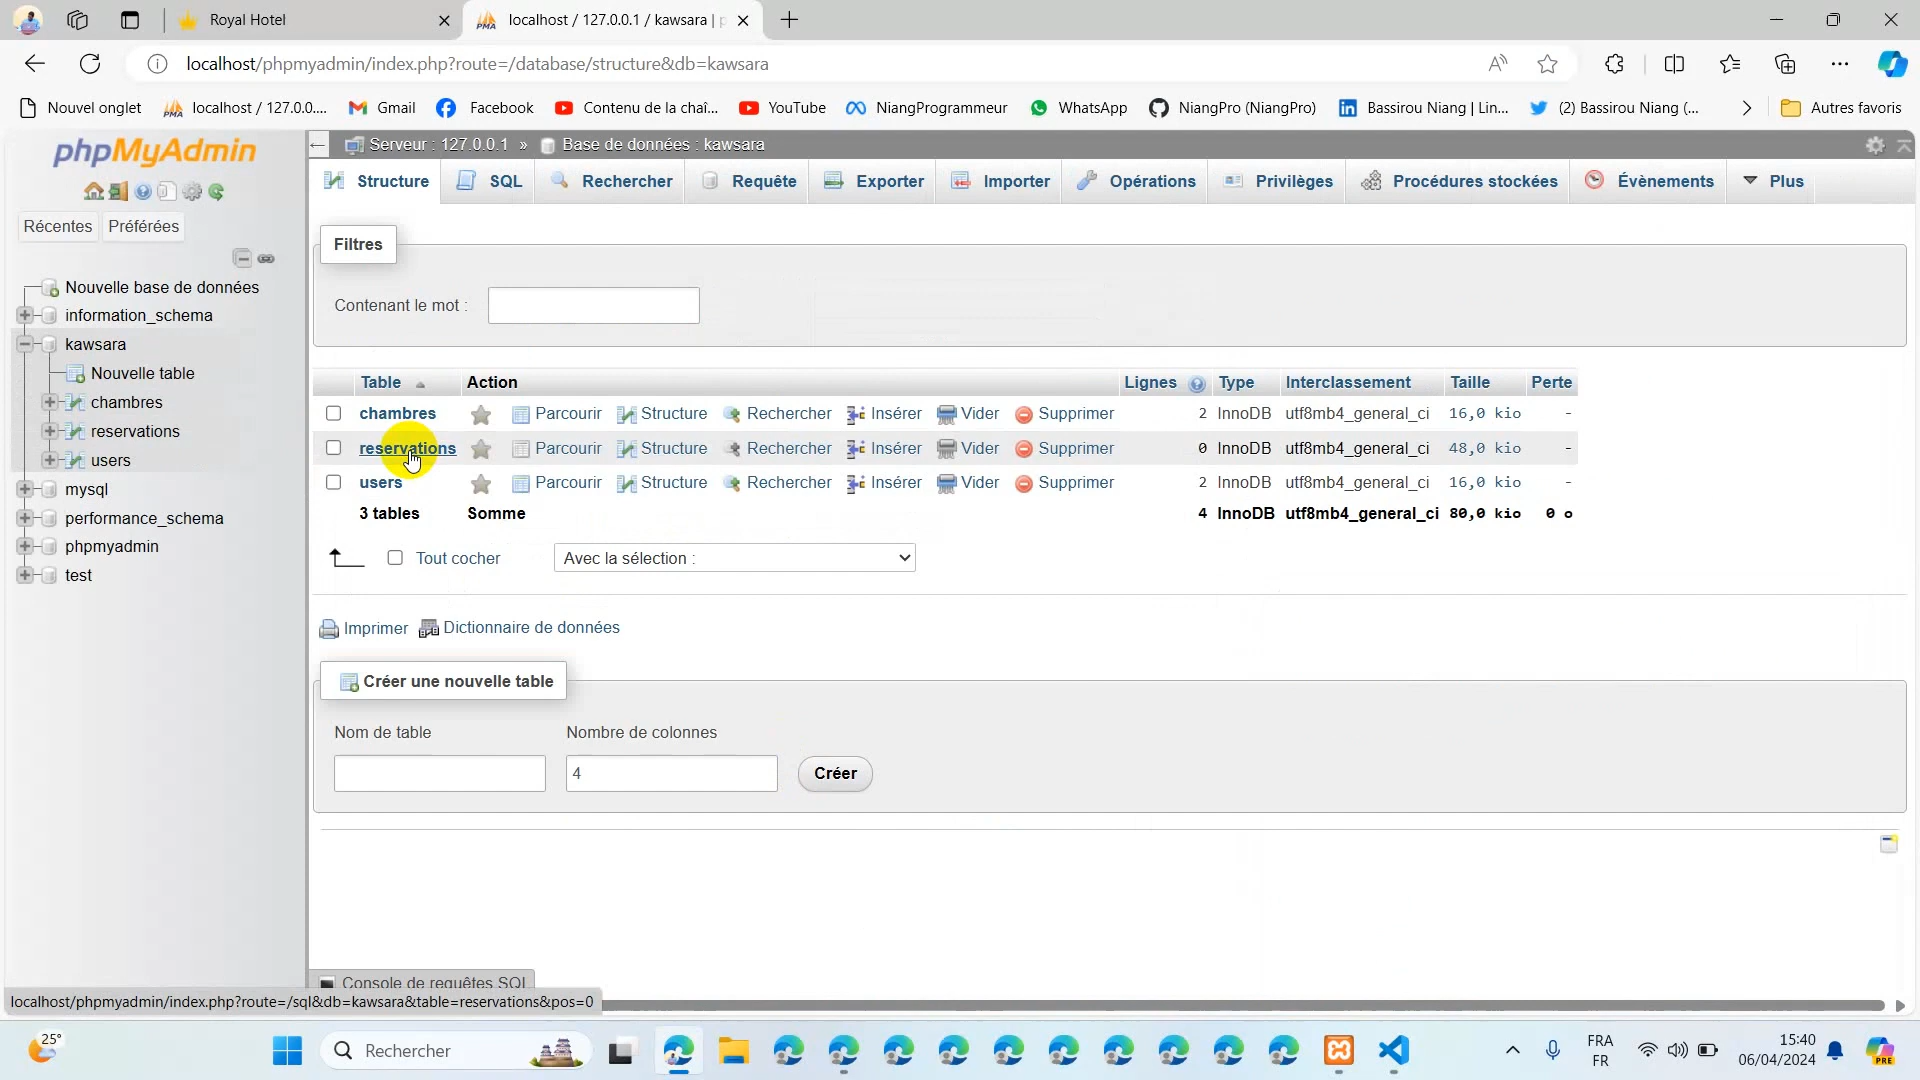 Royal Hotel
localhost / 127.0.0.1 / kawsara | p
localhost/phpmyadmin/index.php?route=/database/structure&db=kawsara
Nouvel onglet
localhost / 127.0.0....
Gmail
Facebook
Contenu de la chaî...
YouTube
NiangProgrammeur
WhatsApp
NiangPro (NiangPro)
Bassirou Niang | Lin...
(2) Bassirou Niang (...
Autres favoris
phpMyAdmin
Récentes
Préférées
Nouvelle base de données
information_schema
kawsara
Nouvelle table
chambres
reservations
users
mysql
performance_schema
phpmyadmin
test
Serveur : 127.0.0.1 » Base de données : kawsara
Structure
SQL
Rechercher
Requête
Exporter
Importer
Opérations
Privilèges
Procédures stockées
Évènements
Plus
Filtres
Contenant le mot :
Table Action Lignes Type Interclassement Taille Perte
chambres Parcourir Structure Rechercher Insérer Vider Supprimer 2 InnoDB utf8mb4_general_ci 16,0 kio -
reservations Parcourir Structure Rechercher Insérer Vider Supprimer 0 InnoDB utf8mb4_general_ci 48,0 kio -
users Parcourir Structure Rechercher Insérer Vider Supprimer 2 InnoDB utf8mb4_general_ci 16,0 kio -
3 tables Somme 4 InnoDB utf8mb4_general_ci 80,0 kio 0 o
Tout cocher
Avec la sélection :
Imprimer
Dictionnaire de données
Créer une nouvelle table
Nom de table
Nombre de colonnes
4
Créer
Console de requêtes SQL
localhost/phpmyadmin/index.php?route=/sql&db=kawsara&table=reservations&pos=0
25°
Rechercher
FRA
FR
15:40
06/04/2024
PRE